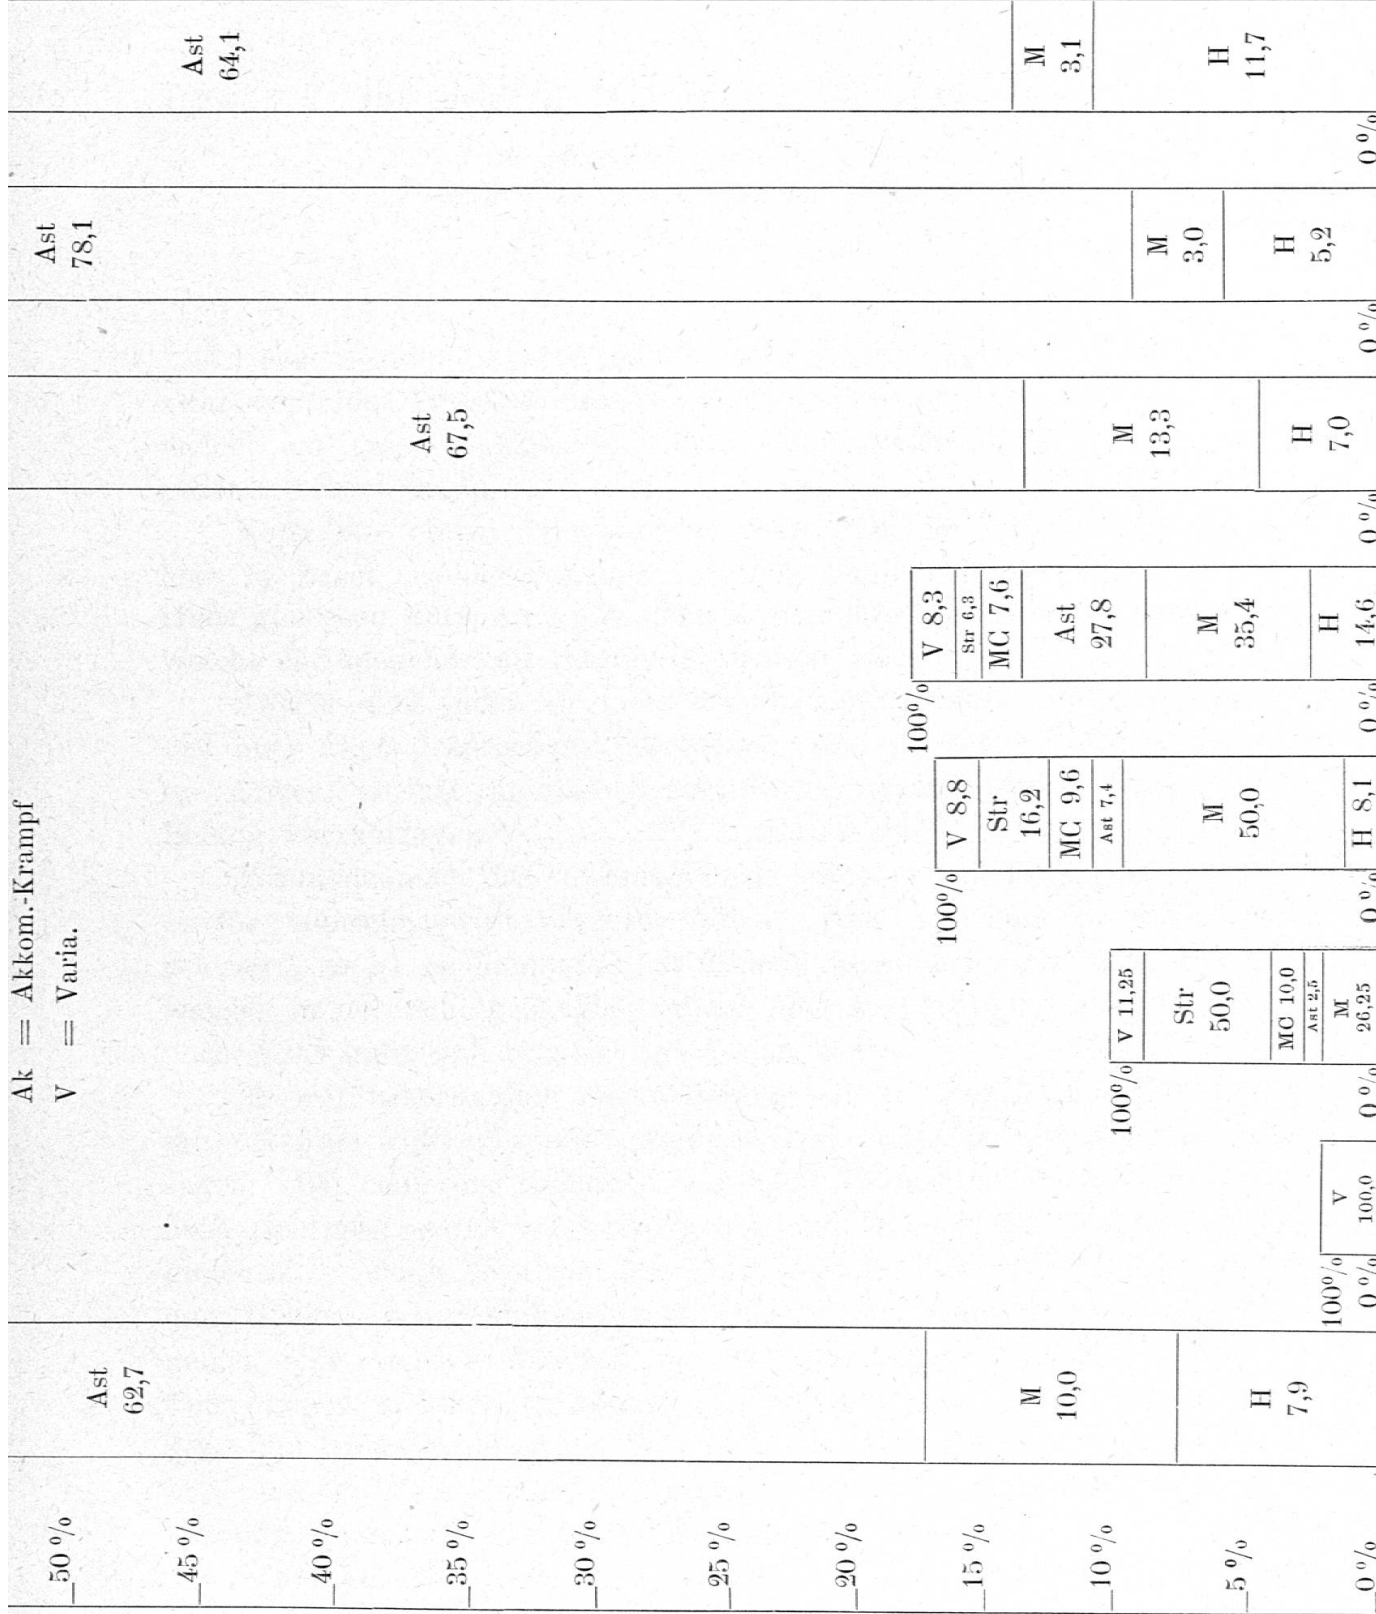 Ak = Akkom.-Krampf
V = Varia.
50 %
45 %
40 %
35 %
30 %
25 %
20 %
15 %
10 %
5 %
0 %
Ast
62,7
M
10,0
H
7,9
100%
0 %
V
100,0
100%
0 %
V 11,25
Str
50,0
MC 10,0
Ast 2,5
M
26,25
100%
0 %
V 8,8
Str
16,2
MC 9,6
Ast 7,4
M
50,0
H 8,1
100%
0 %
V 8,3
Str 6,3
MC 7,6
Ast
27,8
M
35,4
H
14,6
0 %
Ast
67,5
M
13,3
H
7,0
0 %
Ast
78,1
M
3,0
H
5,2
0 %
Ast
64,1
M
3,1
H
11,7